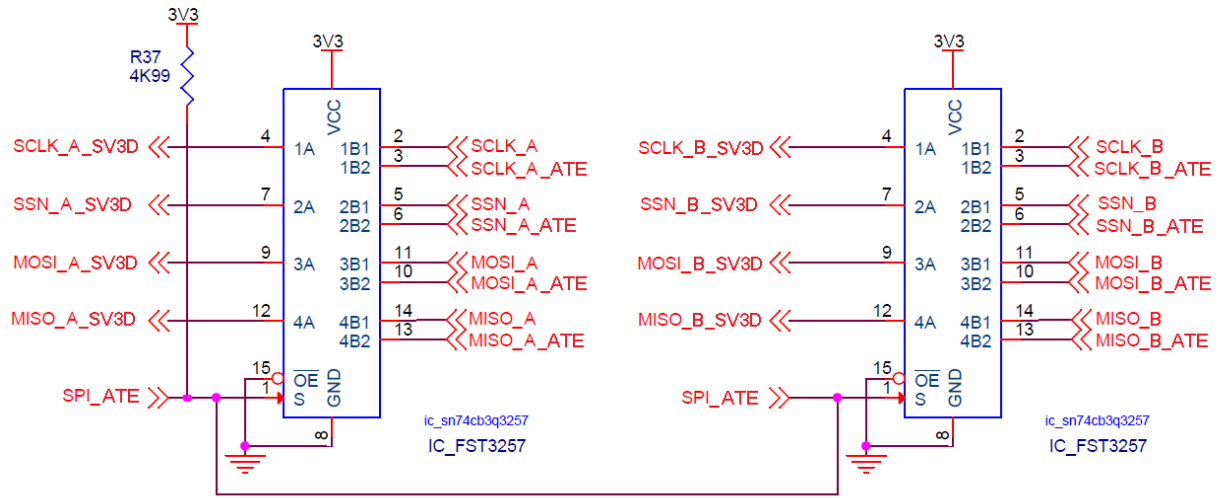 3V3
R37
4K99
3V3
VCC
SCLK_A_SV3D
4
1A
1B1
2
SCLK_A
1B2
3
SCLK_A_ATE
SSN_A_SV3D
7
2A
2B1
5
SSN_A
2B2
6
SSN_A_ATE
MOSI_A_SV3D
9
3A
3B1
11
MOSI_A
3B2
10
MOSI_A_ATE
MISO_A_SV3D
12
4A
4B1
14
MISO_A
4B2
13
MISO_A_ATE
15
OE
SPI_ATE
1
S
GND
8
ic_sn74cb3q3257
IC_FST3257
3V3
VCC
SCLK_B_SV3D
4
1A
1B1
2
SCLK_B
1B2
3
SCLK_B_ATE
SSN_B_SV3D
7
2A
2B1
5
SSN_B
2B2
6
SSN_B_ATE
MOSI_B_SV3D
9
3A
3B1
11
MOSI_B
3B2
10
MOSI_B_ATE
MISO_B_SV3D
12
4A
4B1
14
MISO_B
4B2
13
MISO_B_ATE
15
OE
SPI_ATE
1
S
GND
8
ic_sn74cb3q3257
IC_FST3257